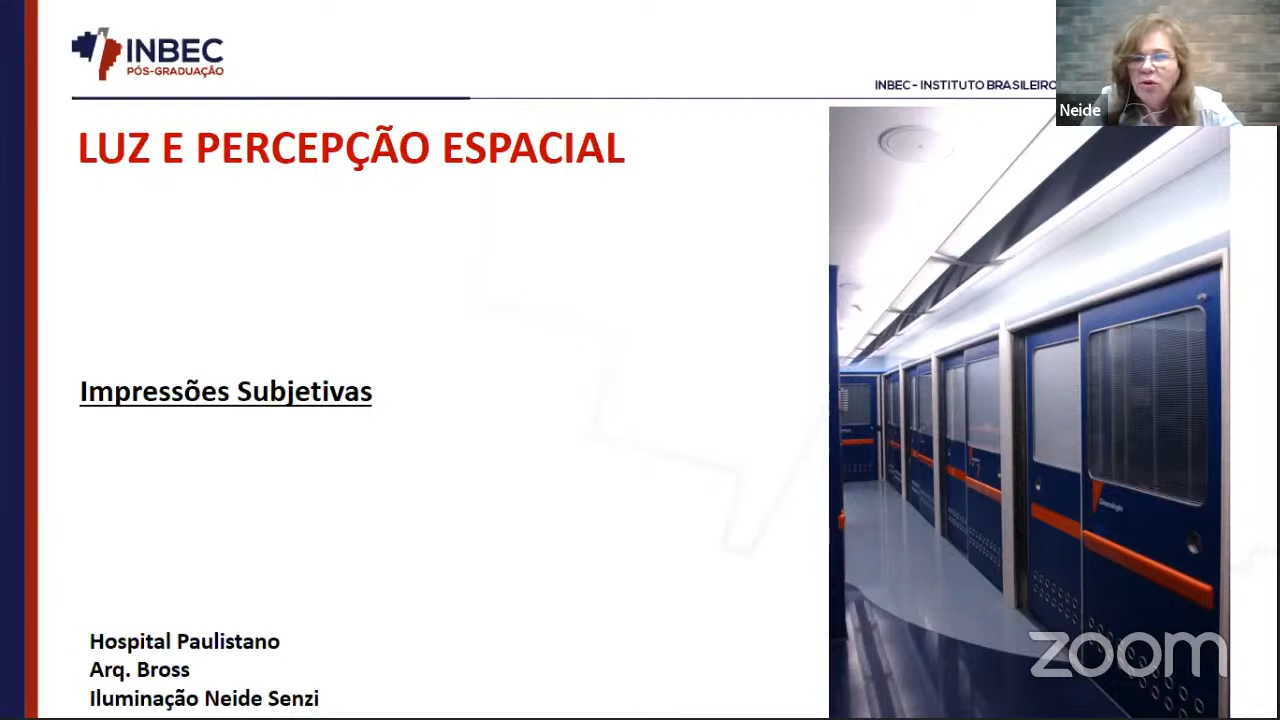 INBEC
PÓS-GRADUAÇÃO
INBEC - INSTITUTO BRASILEIRO
Neide
LUZ E PERCEPÇÃO ESPACIAL
Impressões Subjetivas
Hospital Paulistano
Arq. Bross
Iluminação Neide Senzi
zoom